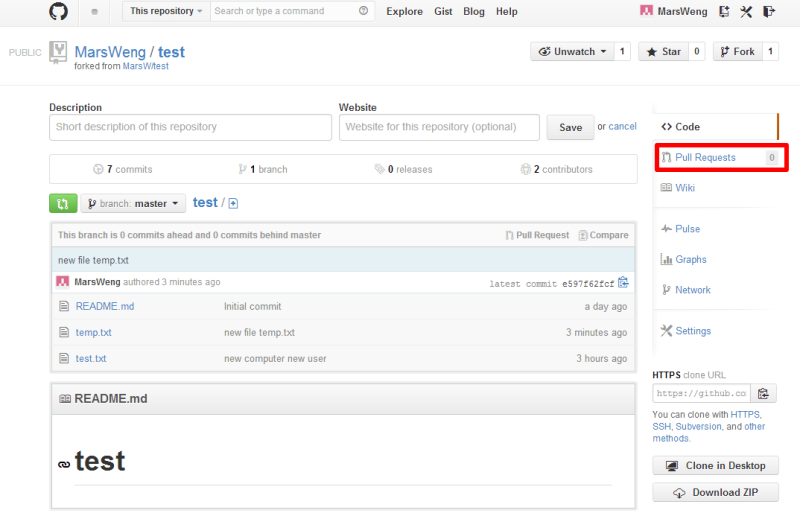 This repository Search or type a command Explore Gist Blog Help MarsWeng
PUBLIC MarsWeng / test Unwatch 1 Star 0 Fork 1
forked from MarsW/test
Description Website
Short description of this repository Website for this repository (optional) Save or cancel
7 commits 1 branch 0 releases 2 contributors
branch: master test /
This branch is 0 commits ahead and 0 commits behind master Pull Request Compare
new file temp.txt
MarsWeng authored 3 minutes ago latest commit e597f62fcf
README.md Initial commit a day ago
temp.txt new file temp.txt 3 minutes ago
test.txt new computer new user 3 hours ago
README.md
test
Code
Pull Requests 0
Wiki
Pulse
Graphs
Network
Settings
HTTPS clone URL
https://github.co
You can clone with HTTPS,
SSH, Subversion, and other
methods.
Clone in Desktop
Download ZIP